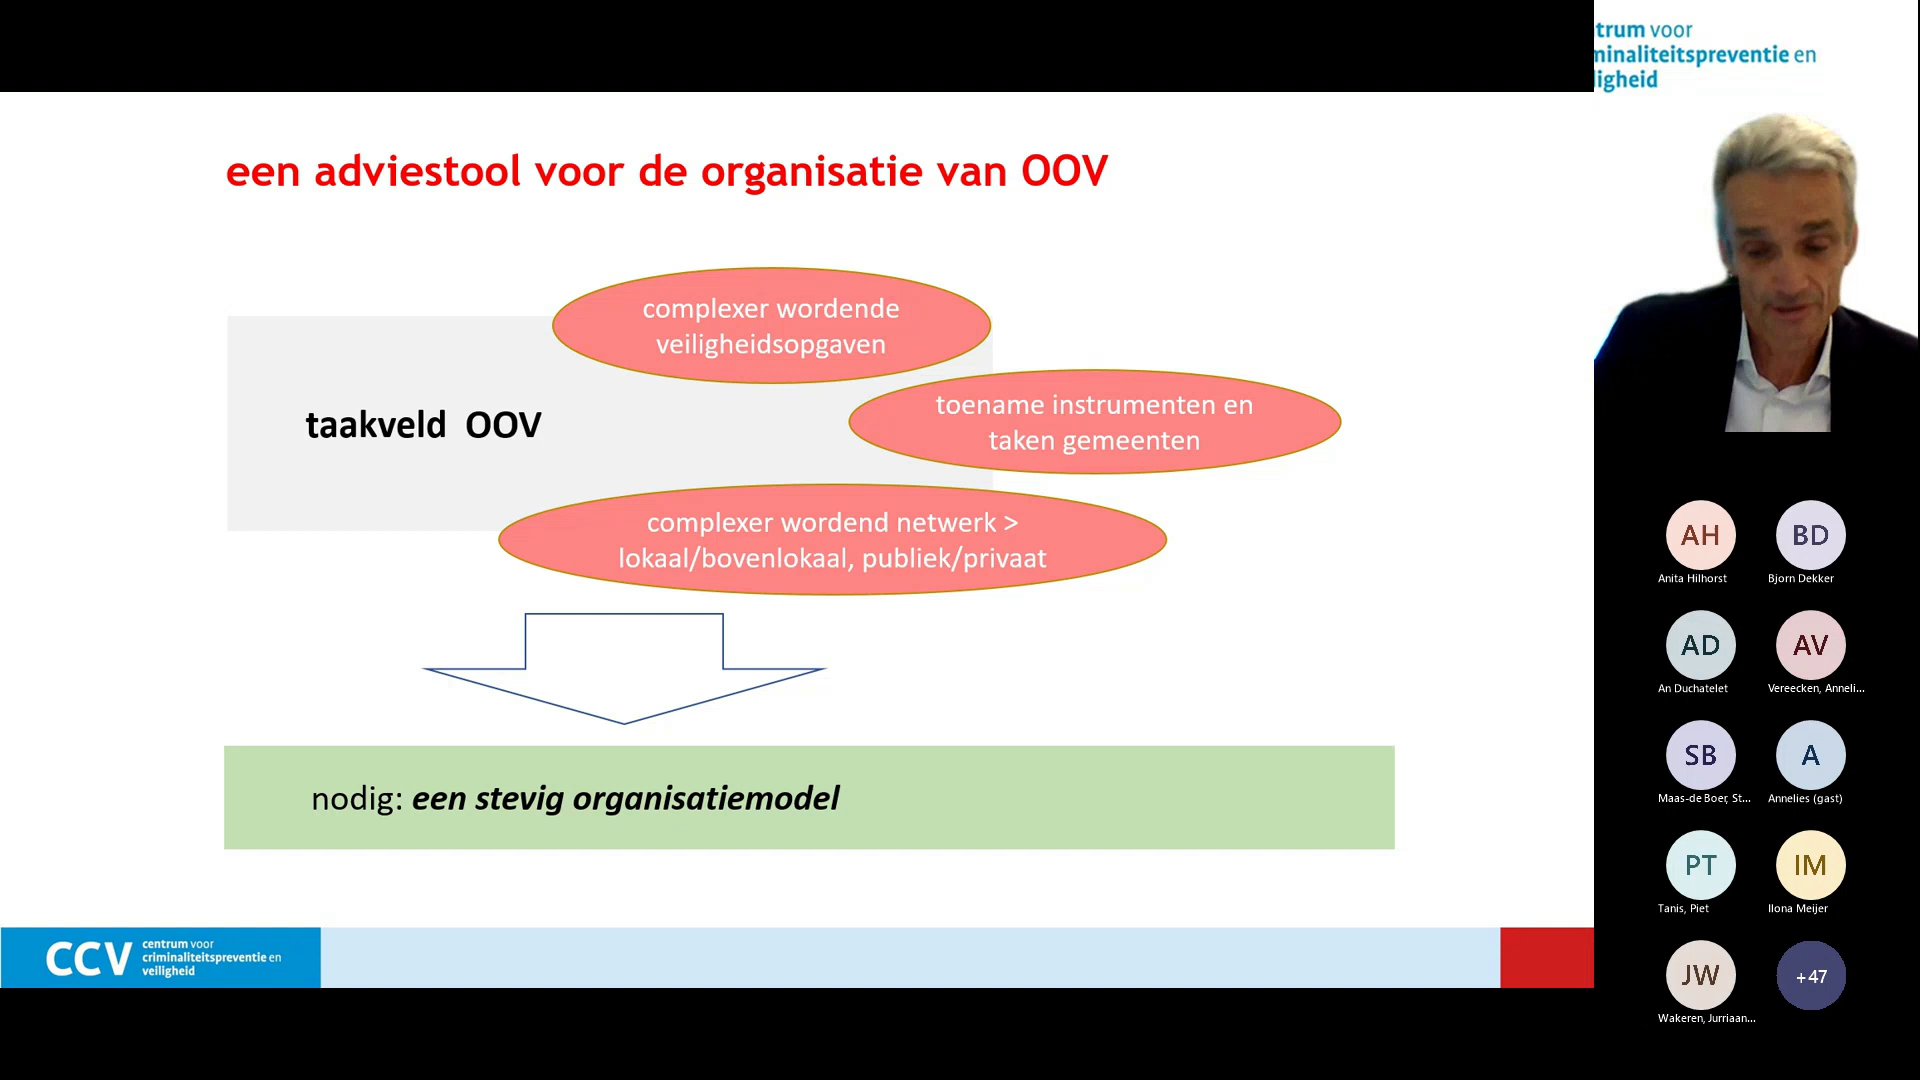 een adviestool voor de organisatie van OOV
complexer wordende
veiligheidsopgaven
taakveld OOV
toename instrumenten en
taken gemeenten
complexer wordend netwerk >
lokaal/bovenlokaal, publiek/privaat
nodig: een stevig organisatiemodel
CCV
centrum voor
criminaliteitspreventie en
veiligheid
trum voor
minaliteitspreventie en
ligheid
AH
BD
Anita Hilhorst
Bjorn Dekker
AD
AV
An Duchatelet
Vereecken, Anneli...
SB
A
Maas-de Boer, St...
Annelies (gast)
PT
IM
Tanis, Piet
Ilona Meijer
JW
+47
Wakeren, Jurriaan...